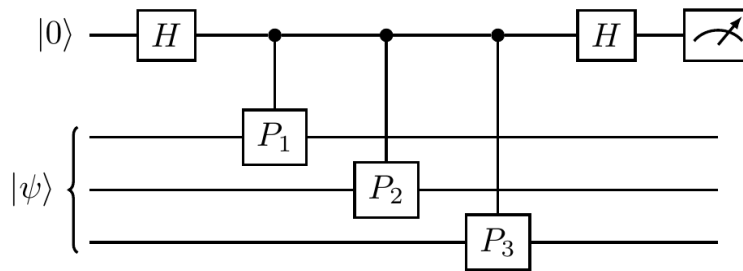 |0⟩ H H
P₁
|ψ⟩ P₂
P₃